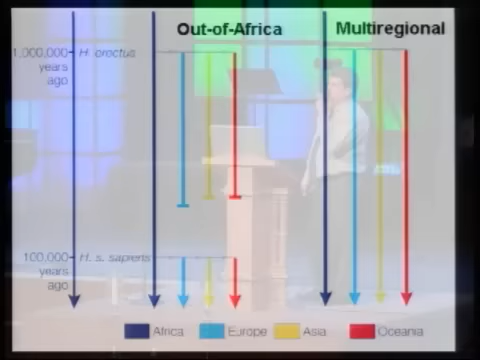 Out-of-Africa
Multiregional
1,000,000
years
ago
H. erectus
100,000
years
ago
H. s. sapiens
Africa
Europe
Asia
Oceania